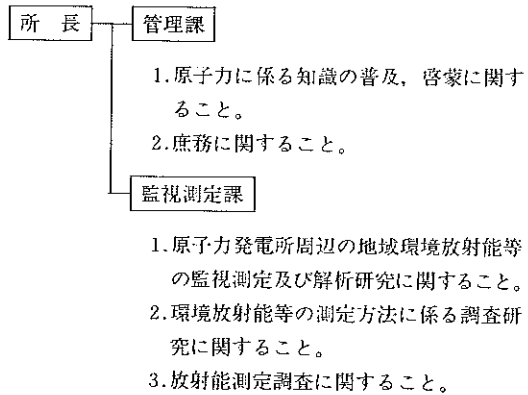 所　長
管理課
1.原子力に係る知識の普及，啓蒙に関す
ること。
2.庶務に関すること。
監視測定課
1.原子力発電所周辺の地域環境放射能等
の監視測定及び解析研究に関すること。
2.環境放射能等の測定方法に係る調査研
究に関すること。
3.放射能測定調査に関すること。